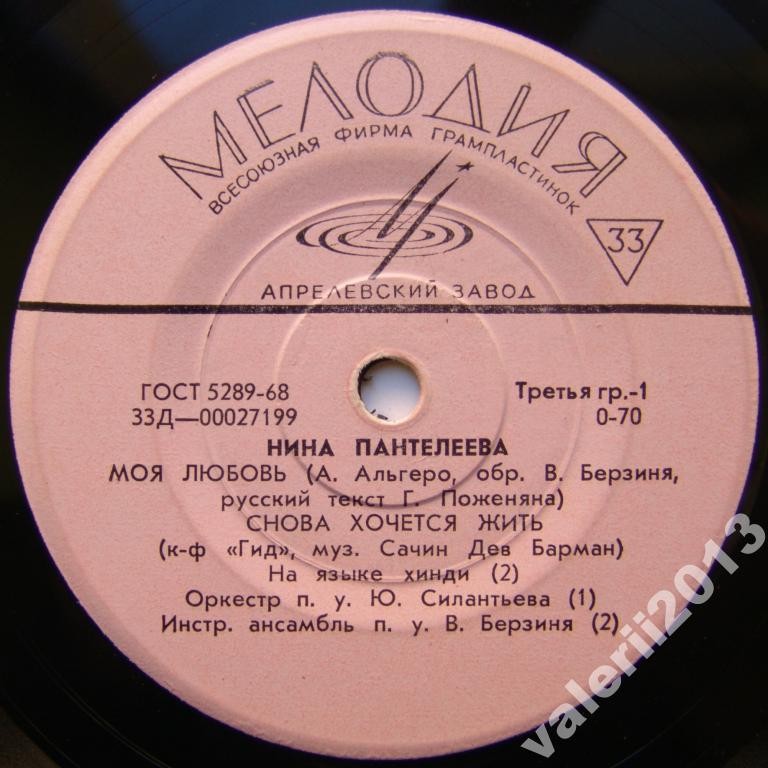 МЕЛОДИЯ
ВСЕСОЮЗНАЯ ФИРМА ГРАМПЛАСТИНОК
33
АПРЕЛЕВСКИЙ ЗАВОД
ГОСТ 5289-68 Третья гр.-1
33Д—00027199 0-70
НИНА ПАНТЕЛЕЕВА
МОЯ ЛЮБОВЬ (А. Альгеро, обр. В. Берзиня,
русский текст Г. Поженяна)
СНОВА ХОЧЕТСЯ ЖИТЬ
(к-ф «Гид», муз. Сачин Дев Барман)
На языке хинди (2)
Оркестр п. у. Ю. Силантьева (1)
Инстр. ансамбль п. у. В. Берзиня (2)
valerii2013